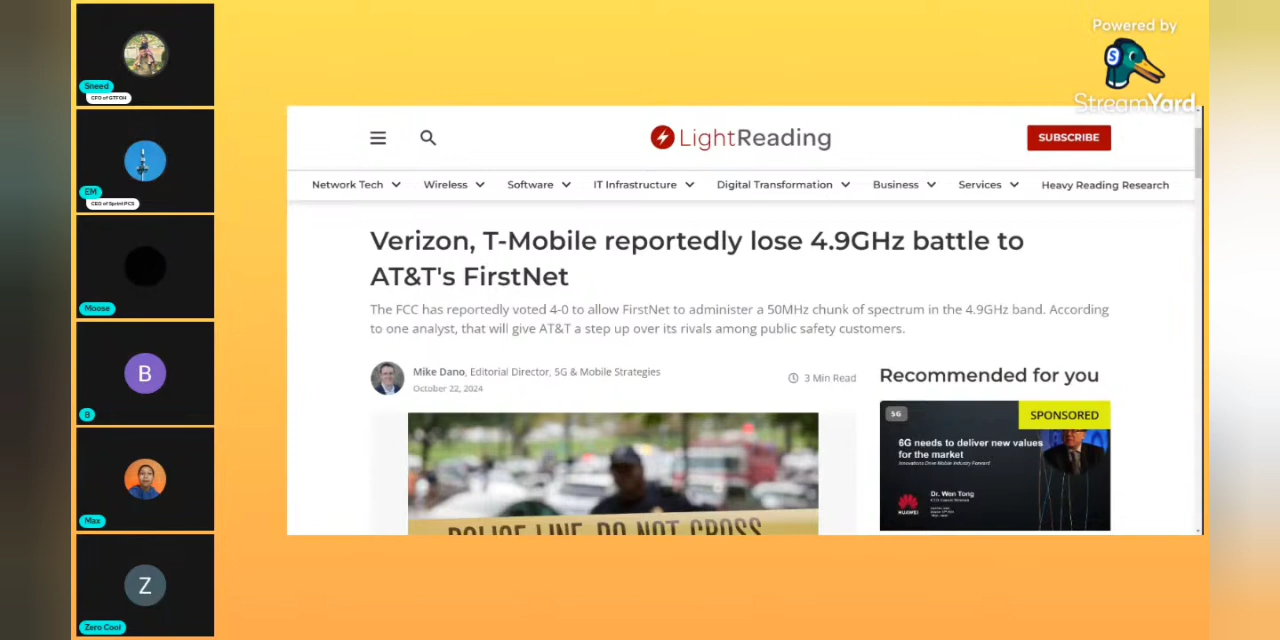 Powered by
S
StreamYard
Sneed
CFO of GTFOH
EM
CEO of Sprint PCS
Moose
B
B
Max
Z
Zero Cool
LightReading
SUBSCRIBE
Network Tech Wireless Software IT Infrastructure Digital Transformation Business Services Heavy Reading Research
Verizon, T-Mobile reportedly lose 4.9GHz battle to
AT&T's FirstNet
The FCC has reportedly voted 4-0 to allow FirstNet to administer a 50MHz chunk of spectrum in the 4.9GHz band. According
to one analyst, that will give AT&T a step up over its rivals among public safety customers.
Mike Dano, Editorial Director, 5G & Mobile Strategies
October 22, 2024
3 Min Read
POLICE LINE DO NOT CROSS
Recommended for you
5G
SPONSORED
6G needs to deliver new values
for the market
Innovations Drive Mobile Industry Forward
Dr. Wen Tong
HUAWEI